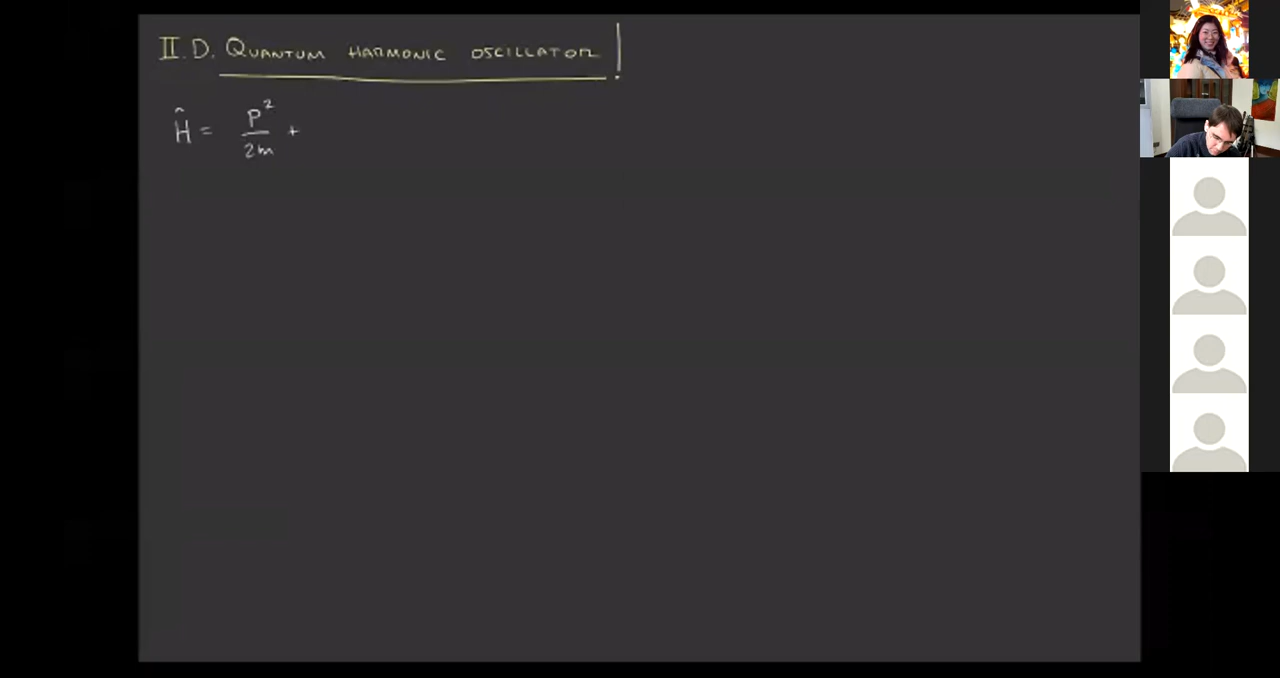 II.D. QUANTUM HARMONIC OSCILLATOR!
Ĥ = p²/2m +